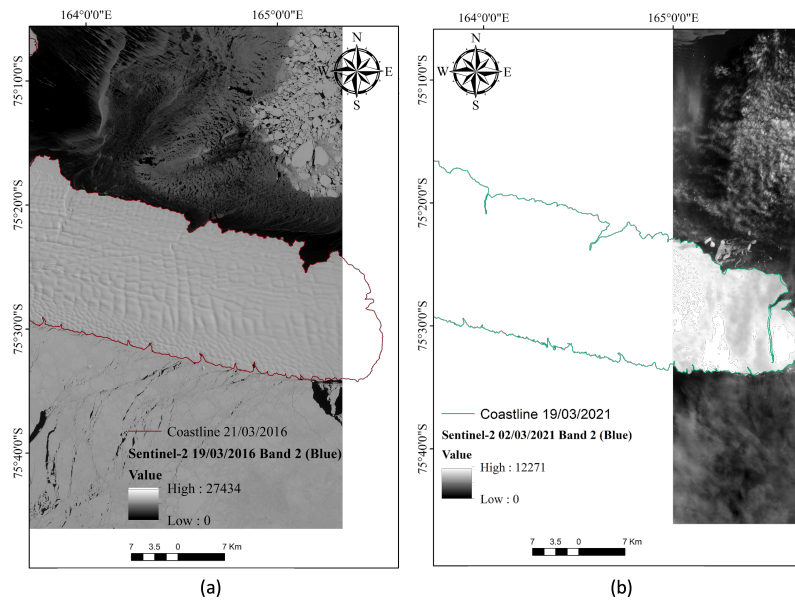 164°00'0"E 165°00'0"E
N
W E
S
75°10'0"S
75°20'0"S
75°30'0"S
75°40'0"S
Coastline 21/03/2016
Sentinel-2 19/03/2016 Band 2 (Blue)
Value
High : 27434
Low : 0
7 3.5 0 7 Km
(a)
164°00'0"E 165°00'0"E
N
W E
S
75°10'0"S
75°20'0"S
75°30'0"S
75°40'0"S
Coastline 19/03/2021
Sentinel-2 02/03/2021 Band 2 (Blue)
Value
High : 12271
Low : 0
7 3.5 0 7 Km
(b)